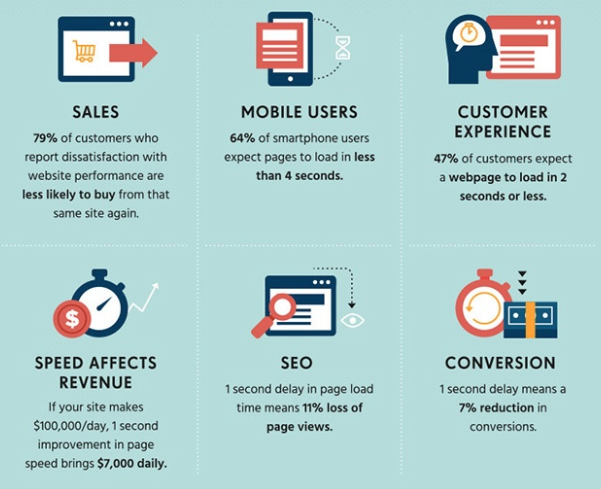 SALES
79% of customers who
report dissatisfaction with
website performance are
less likely to buy from that
same site again.
MOBILE USERS
64% of smartphone users
expect pages to load in less
than 4 seconds.
CUSTOMER
EXPERIENCE
47% of customers expect
a webpage to load in 2
seconds or less.
$
SPEED AFFECTS
REVENUE
If your site makes
$100,000/day, 1 second
improvement in page
speed brings $7,000 daily.
SEO
1 second delay in page load
time means 11% loss of
page views.
CONVERSION
1 second delay means a
7% reduction in
conversions.